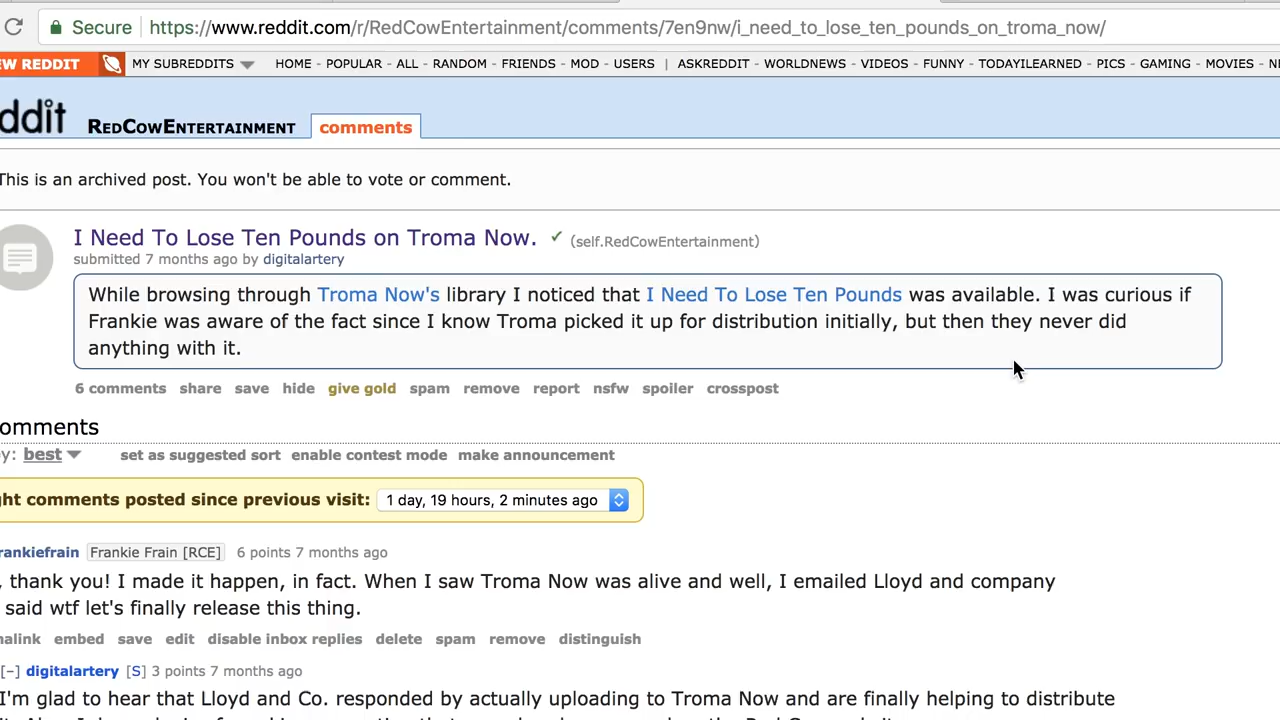 Secure https://www.reddit.com/r/RedCowEntertainment/comments/7en9nw/i_need_to_lose_ten_pounds_on_troma_now/
EW REDDIT MY SUBREDDITS HOME - POPULAR - ALL - RANDOM - FRIENDS - MOD - USERS | ASKREDDIT - WORLDNEWS - VIDEOS - FUNNY - TODAYILEARNED - PICS - GAMING - MOVIES - NE
ddit REDCOWENTERTAINMENT comments
This is an archived post. You won't be able to vote or comment.
I Need To Lose Ten Pounds on Troma Now. ✓ (self.RedCowEntertainment)
submitted 7 months ago by digitalartery
While browsing through Troma Now's library I noticed that I Need To Lose Ten Pounds was available. I was curious if
Frankie was aware of the fact since I know Troma picked it up for distribution initially, but then they never did
anything with it.
6 comments share save hide give gold spam remove report nsfw spoiler crosspost
omments
y: best set as suggested sort enable contest mode make announcement
ght comments posted since previous visit: 1 day, 19 hours, 2 minutes ago
rankiefrain Frankie Frain [RCE] 6 points 7 months ago
, thank you! I made it happen, in fact. When I saw Troma Now was alive and well, I emailed Lloyd and company
said wtf let's finally release this thing.
malink embed save edit disable inbox replies delete spam remove distinguish
[–] digitalartery [S] 3 points 7 months ago
I'm glad to hear that Lloyd and Co. responded by actually uploading to Troma Now and are finally helping to distribute